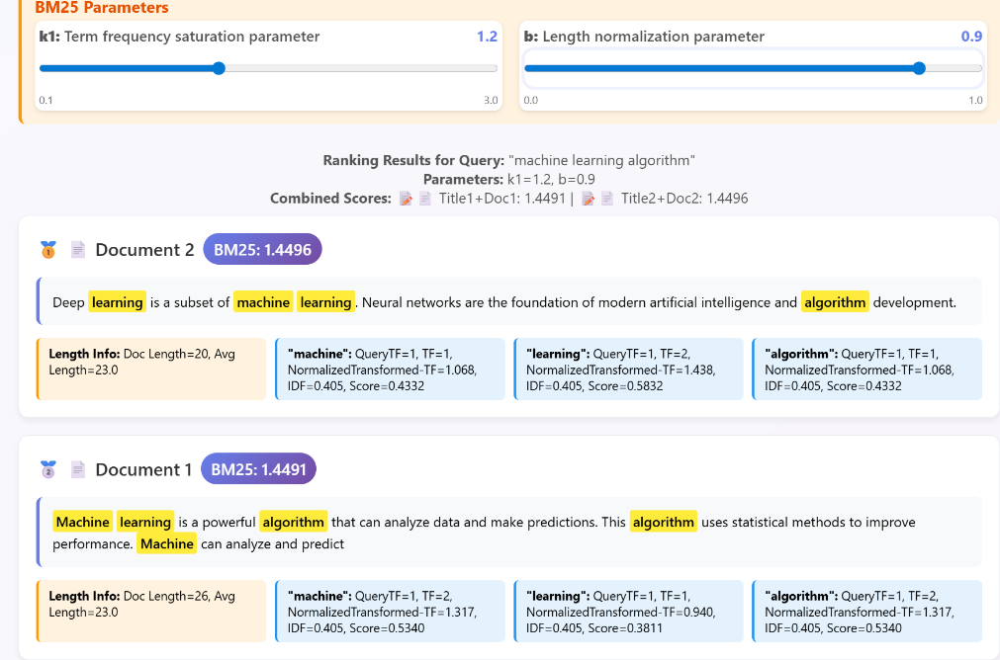 BM25 Parameters
k1: Term frequency saturation parameter 1.2
0.1 3.0
b: Length normalization parameter 0.9
0.0 1.0
Ranking Results for Query: "machine learning algorithm"
Parameters: k1=1.2, b=0.9
Combined Scores: Title1+Doc1: 1.4491 | Title2+Doc2: 1.4496
1 Document 2 BM25: 1.4496
Deep learning is a subset of machine learning. Neural networks are the foundation of modern artificial intelligence and algorithm development.
Length Info: Doc Length=20, Avg
Length=23.0
"machine": QueryTF=1, TF=1,
NormalizedTransformed-TF=1.068,
IDF=0.405, Score=0.4332
"learning": QueryTF=1, TF=2,
NormalizedTransformed-TF=1.438,
IDF=0.405, Score=0.5832
"algorithm": QueryTF=1, TF=1,
NormalizedTransformed-TF=1.068,
IDF=0.405, Score=0.4332
2 Document 1 BM25: 1.4491
Machine learning is a powerful algorithm that can analyze data and make predictions. This algorithm uses statistical methods to improve
performance. Machine can analyze and predict
Length Info: Doc Length=26, Avg
Length=23.0
"machine": QueryTF=1, TF=2,
NormalizedTransformed-TF=1.317,
IDF=0.405, Score=0.5340
"learning": QueryTF=1, TF=1,
NormalizedTransformed-TF=0.940,
IDF=0.405, Score=0.3811
"algorithm": QueryTF=1, TF=2,
NormalizedTransformed-TF=1.317,
IDF=0.405, Score=0.5340